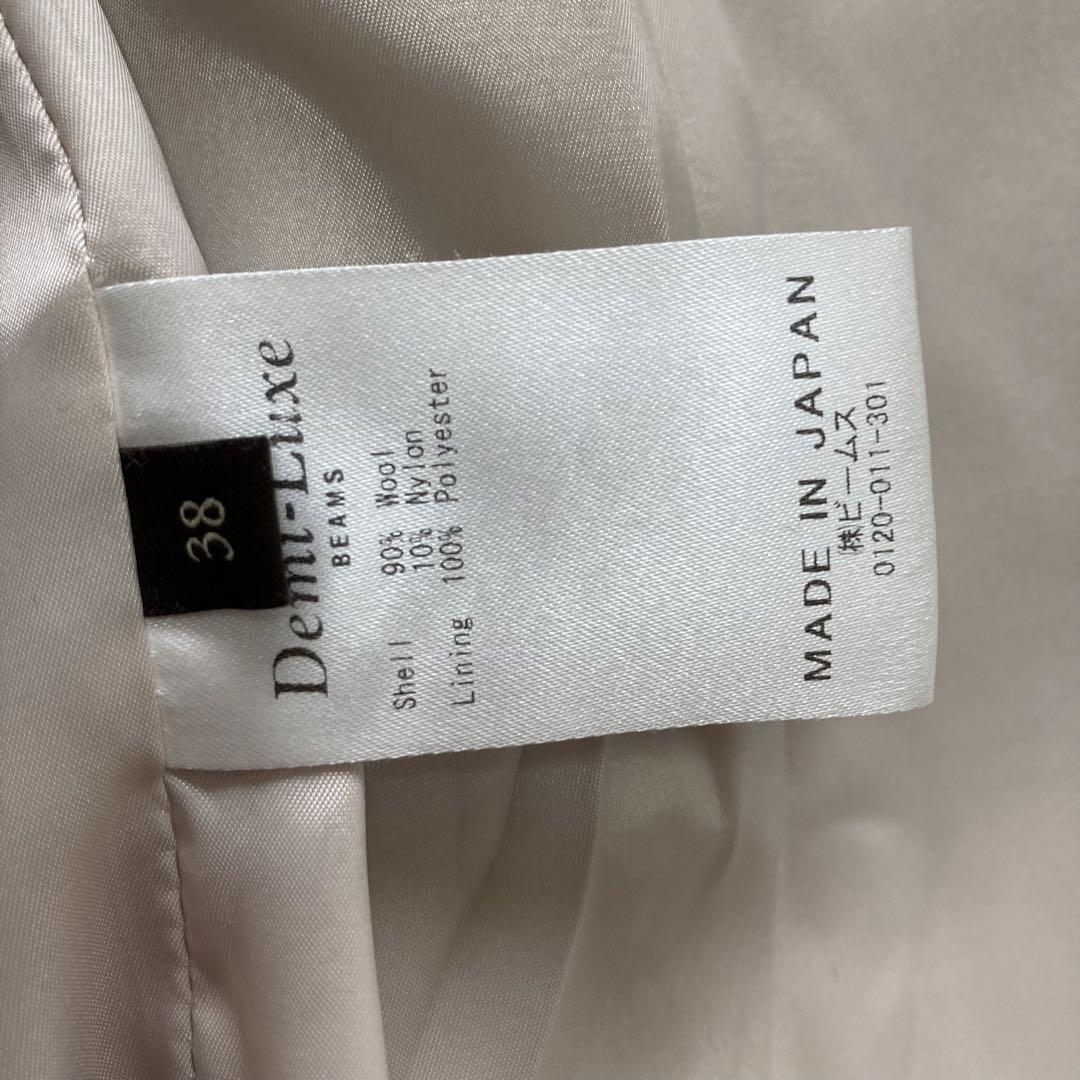 38
Demi-Luxe
BEAMS
Shell 90% Wool
10% Nylon
Lining 100% Polyester
MADE IN JAPAN
株ビームス
0120-011-301